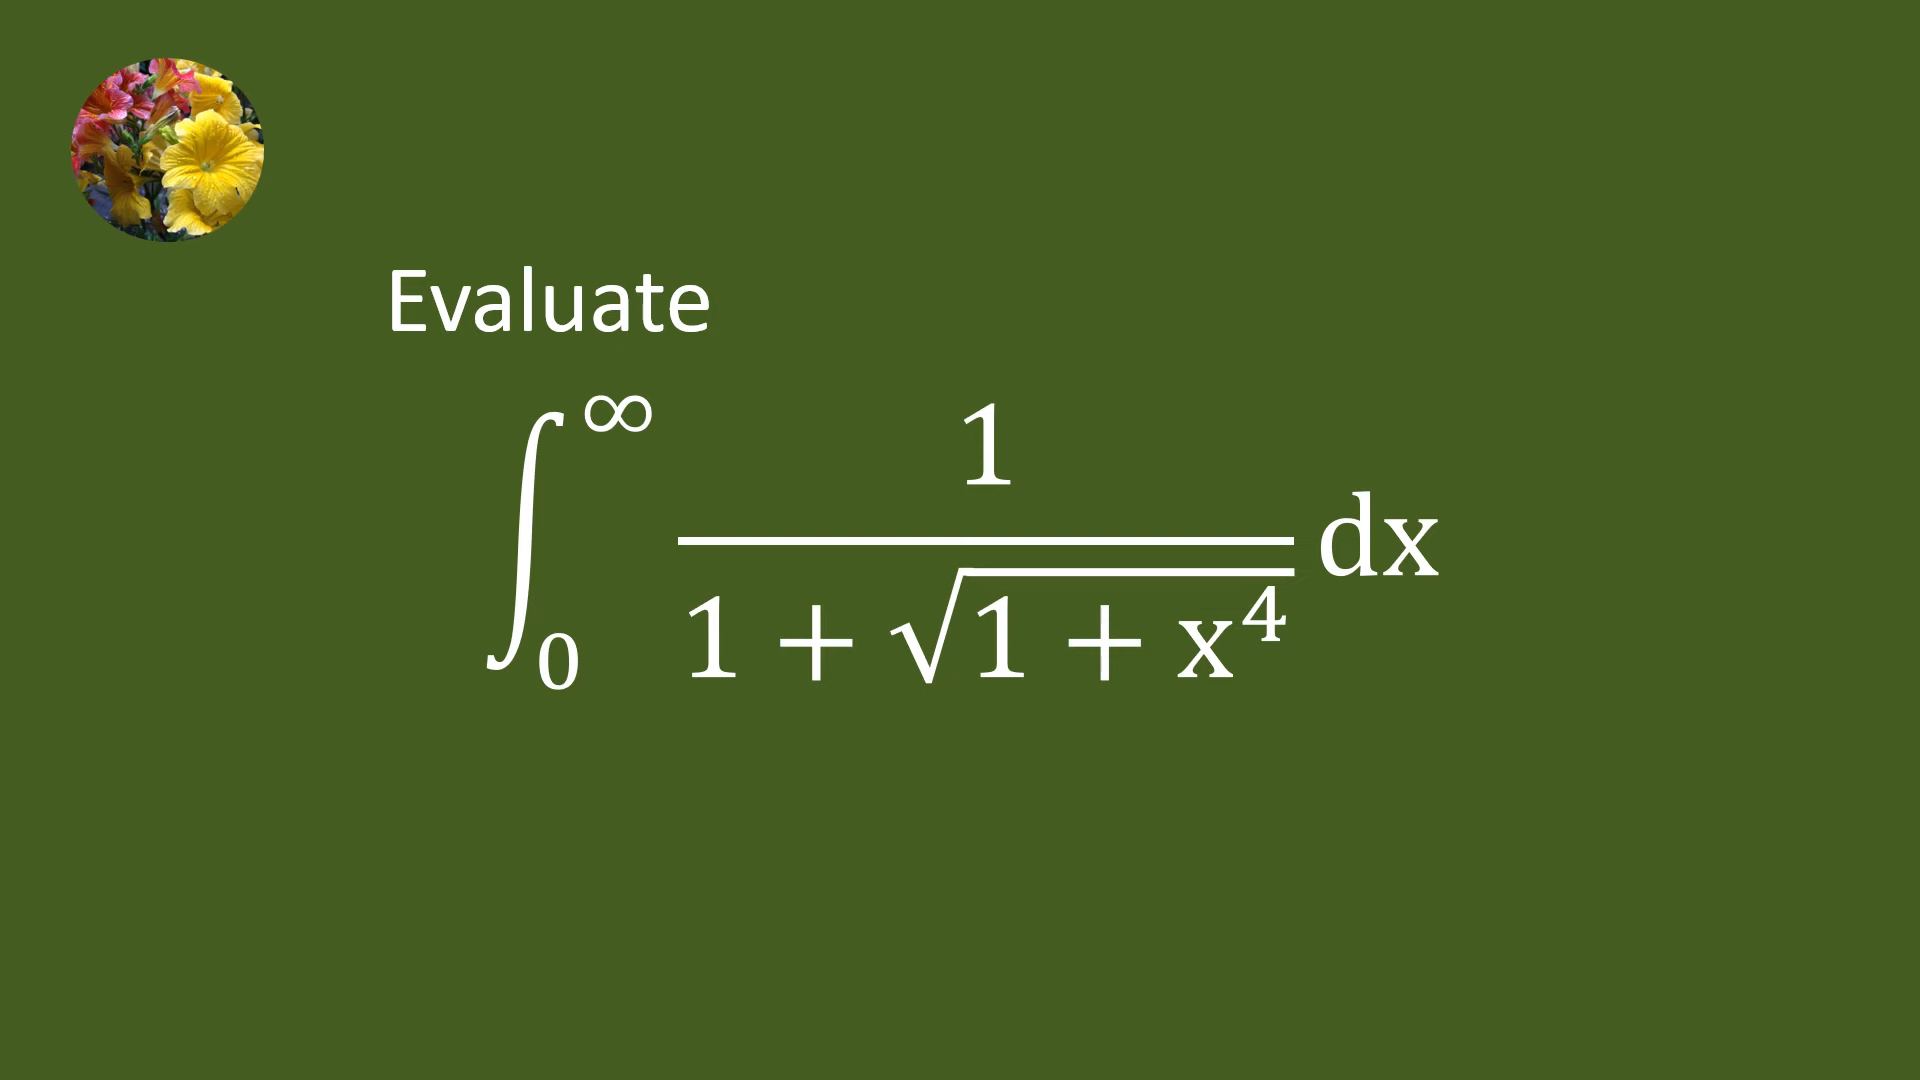 Evaluate
∫₀^∞ 1/(1 + √(1 + x⁴)) dx